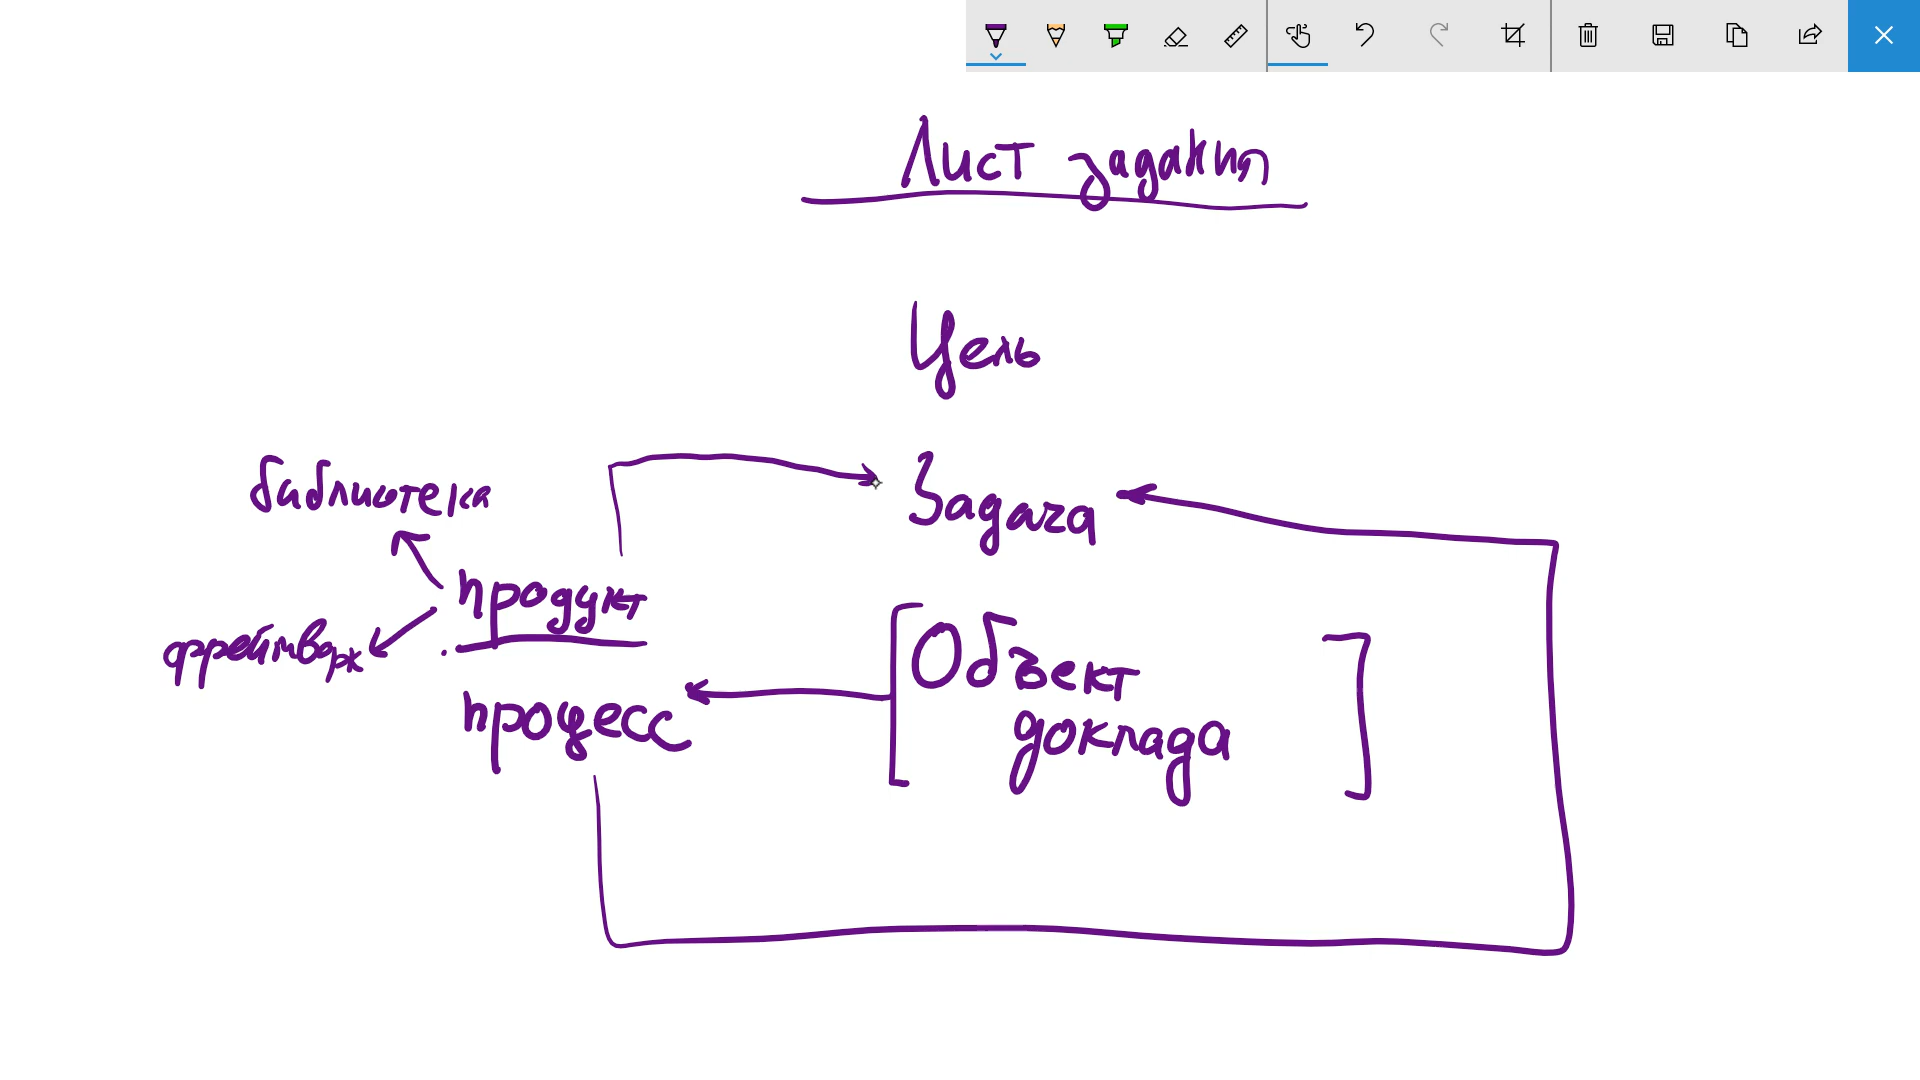 Лист задания
Цель
Задача
библиотека
продукт
фреймворк
процесс
Объект
доклада